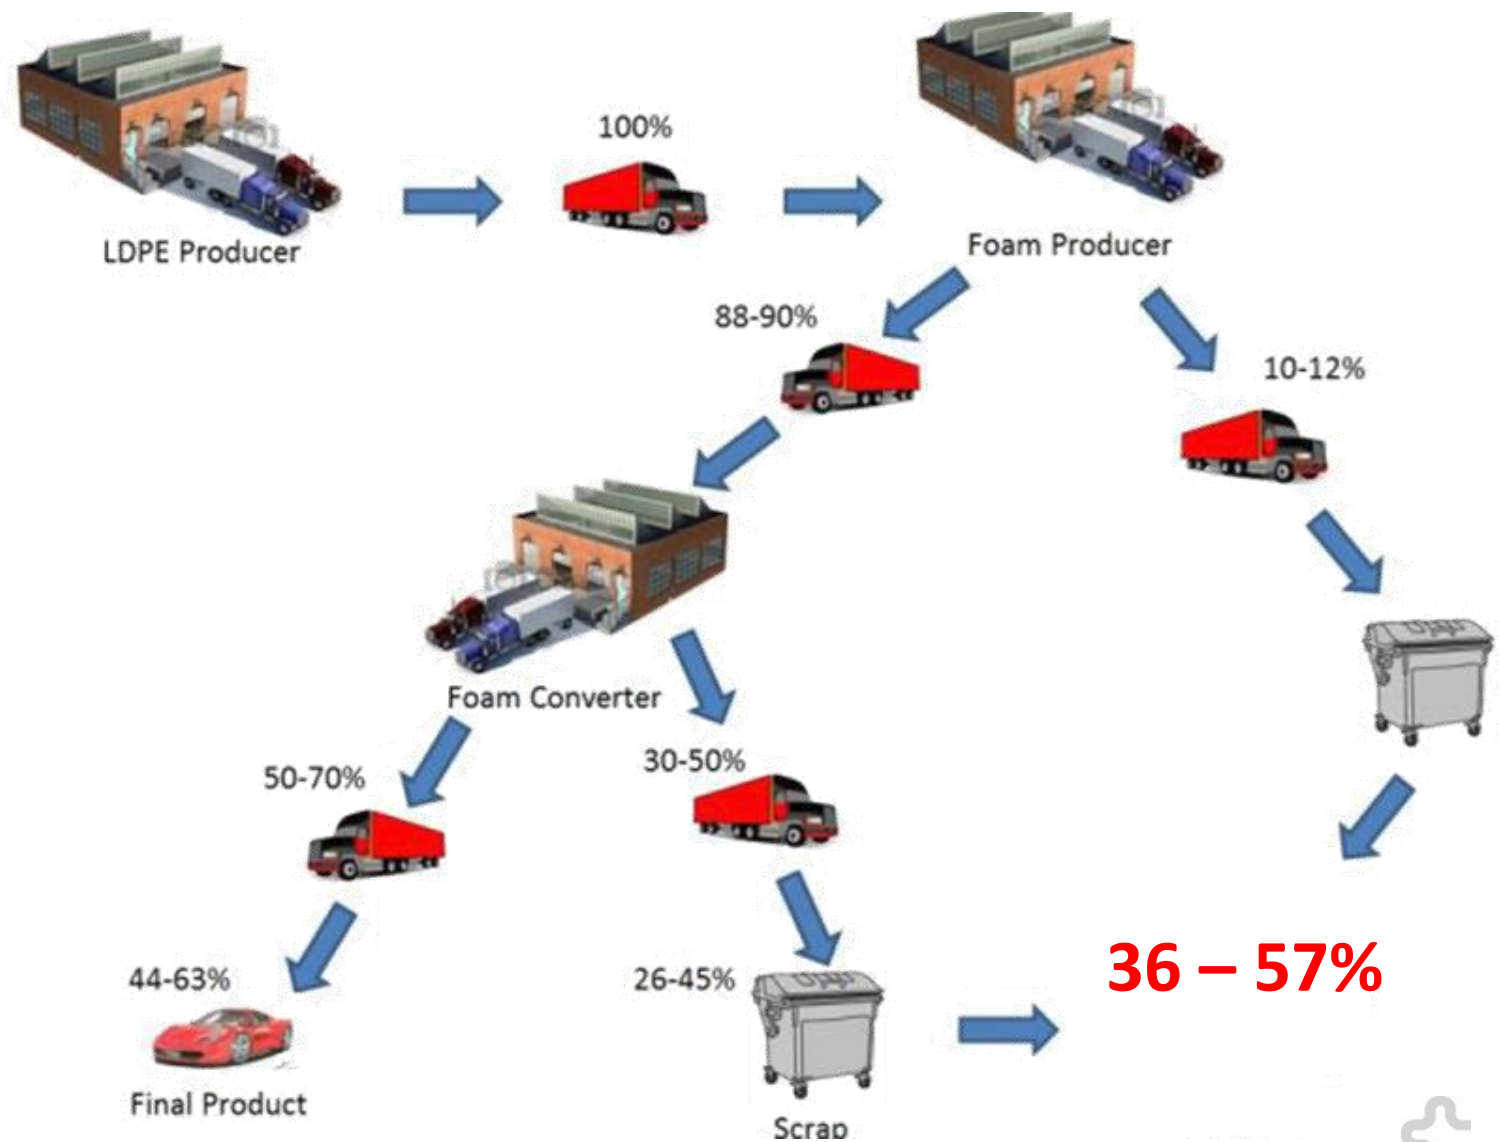 100%
LDPE Producer
Foam Producer
88-90%
10-12%
Foam Converter
50-70%
30-50%
44-63%
26-45%
36 – 57%
Final Product
Scrap